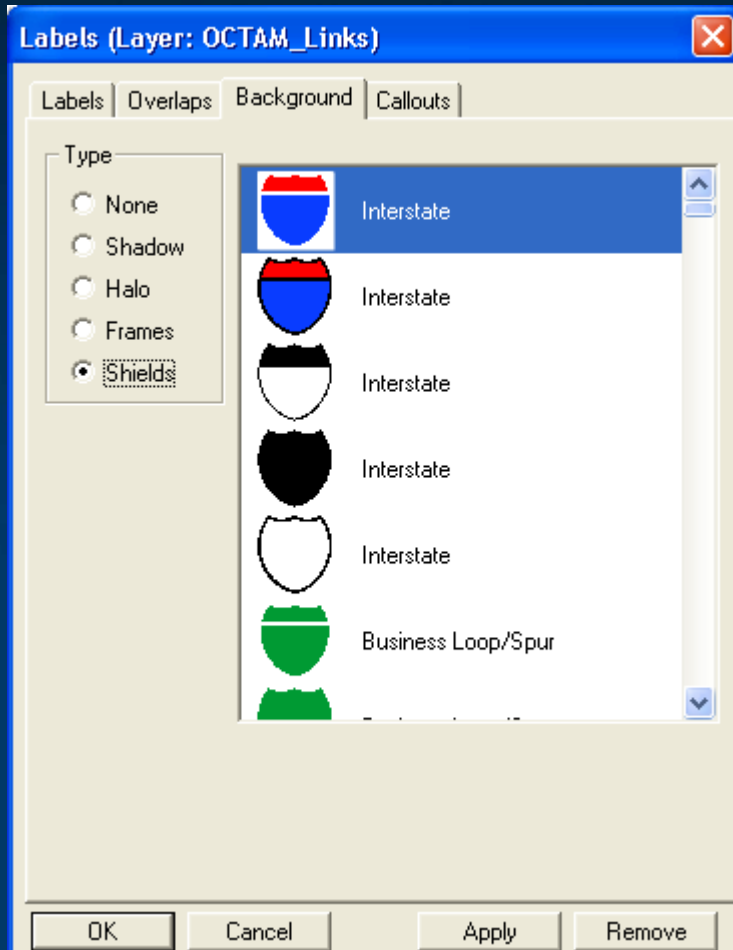 Labels (Layer: OCTAM_Links)
Labels Overlaps Background Callouts
Type
None
Shadow
Halo
Frames
Shields
Interstate
Interstate
Interstate
Interstate
Interstate
Business Loop/Spur
OK Cancel Apply Remove